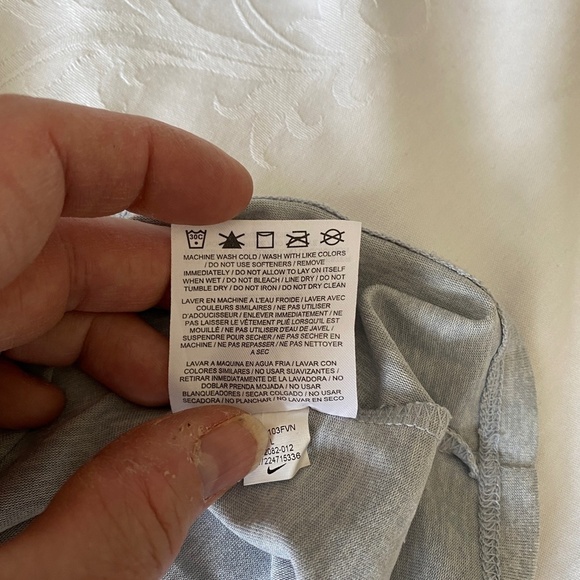 30C
MACHINE WASH COLD / WASH WITH LIKE COLORS
/ DO NOT USE SOFTENERS / REMOVE
IMMEDIATELY / DO NOT ALLOW TO LAY ON ITSELF
WHEN WET / DO NOT BLEACH / LINE DRY / DO NOT
TUMBLE DRY / DO NOT IRON / DO NOT DRY CLEAN
LAVER EN MACHINE A L'EAU FROIDE / LAVER AVEC
COULEURS SIMILAIRES / NE PAS UTILISER
D'ADOUCISSEUR / ENLEVER IMMEDIATEMENT / NE
PAS LAISSER LE VÊTEMENT PLIÉ LORSQU'IL EST
MOUILLÉ / NE PAS UTILISER D'EAU DE JAVEL /
SUSPENDRE POUR SECHER / NE PAS SECHER EN
MACHINE / NE PAS REPASSER / NE PAS NETTOYER
A SEC
LAVAR A MAQUINA EN AGUA FRIA / LAVAR CON
COLORES SIMILARES / NO USAR SUAVIZANTES /
RETIRAR INMEDIATAMENTE DE LA LAVADORA / NO
DOBLAR PRENDA MOJADA / NO USAR
BLANQUEADORES / SECAR COLGADO / NO USAR
SECADORA / NO PLANCHAR / NO LAVAR EN SECO
103FVN
L
2082-012
7224715336